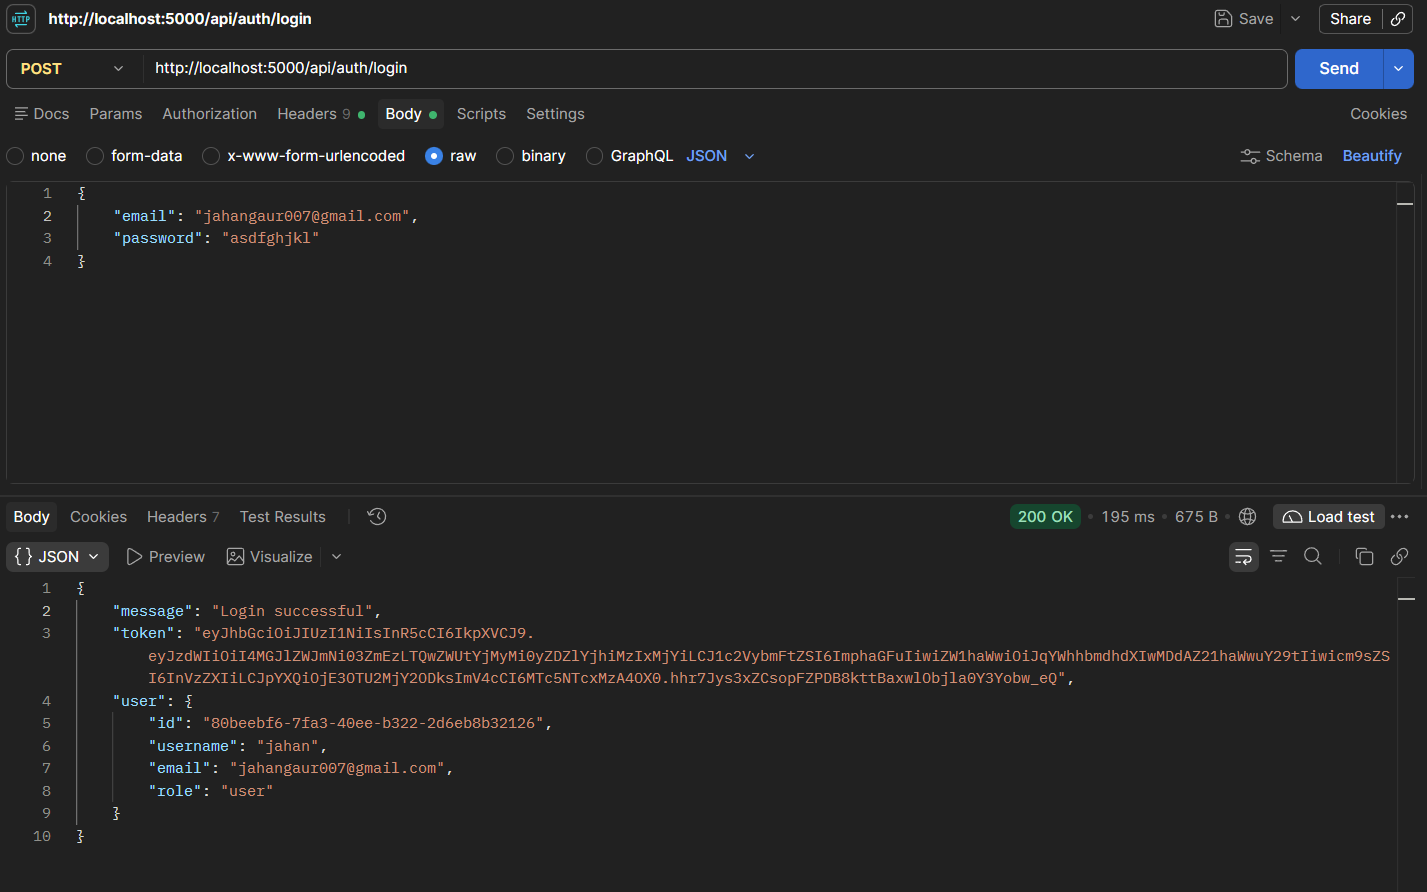 HTTP http://localhost:5000/api/auth/login Save Share
POST http://localhost:5000/api/auth/login Send
Docs Params Authorization Headers 9 Body Scripts Settings Cookies
none form-data x-www-form-urlencoded raw binary GraphQL JSON Schema Beautify
1 {
2 "email": "jahangaur007@gmail.com",
3 "password": "asdfghjkl"
4 }
Body Cookies Headers 7 Test Results 200 OK • 195 ms • 675 B • Load test
{} JSON Preview Visualize
1 {
2 "message": "Login successful",
3 "token": "eyJhbGciOiJIUzI1NiIsInR5cCI6IkpXVCJ9.
eyJzdWIiOiI4MGJlZWJmNi03ZmEzLTQwZWUtYjMyMi0yZDZlYjhiMzIxMjYiLCJ1c2VybmFtZSI6ImphaGFuIiwiZW1haWwiOiJqYWhhbmdhdXIwMDdAZ21haWwuY29tIiwicm9sZS
I6InVzZXIiLCJpYXQiOjE3OTU2MjY2ODksImV4cCI6MTc5NTcxMzA4OX0.hhr7Jys3xZCsopFZPDB8kttBaxwlObjla0Y3Yobw_eQ",
4 "user": {
5 "id": "80beebf6-7fa3-40ee-b322-2d6eb8b32126",
6 "username": "jahan",
7 "email": "jahangaur007@gmail.com",
8 "role": "user"
9 }
10 }